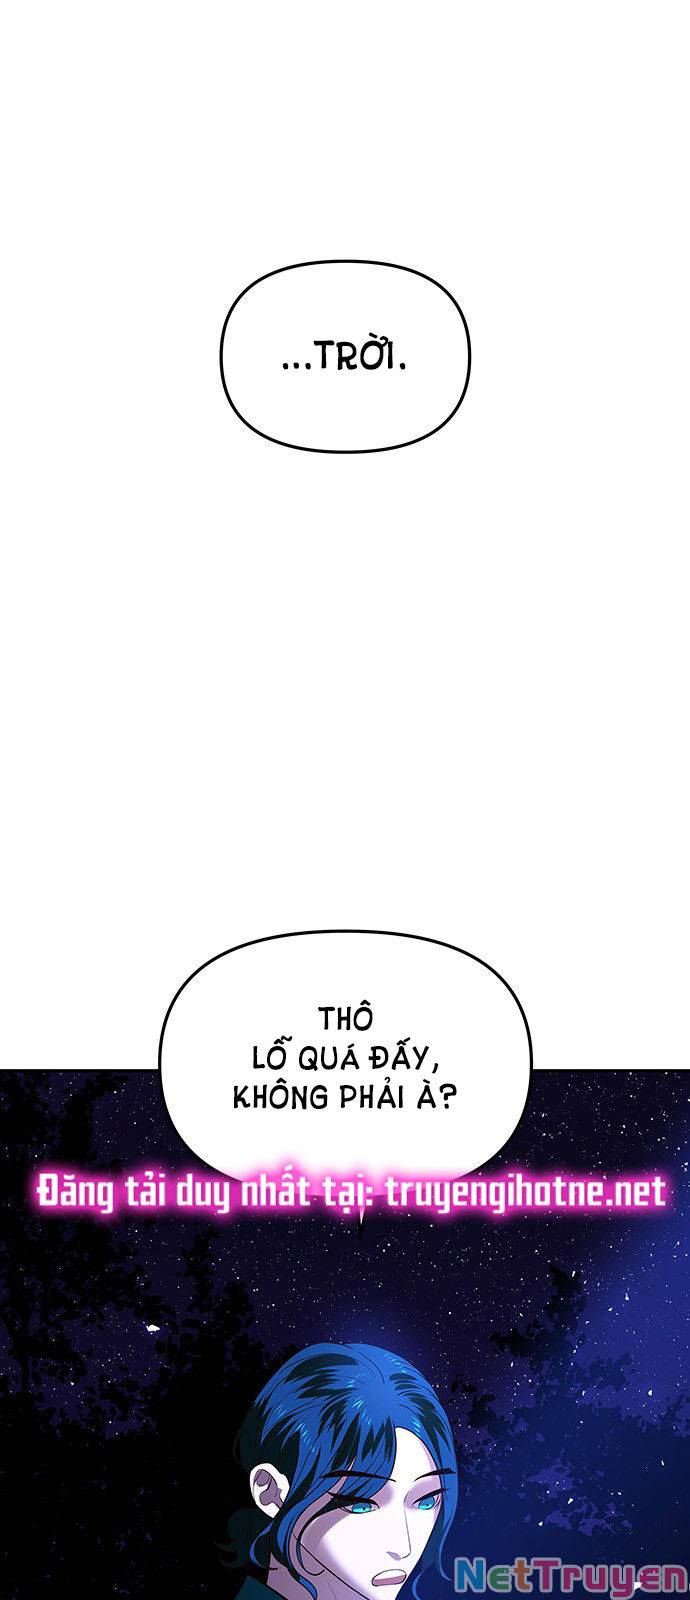 ...TRỜI.
THÔ
LỖ QUÁ ĐẤY,
KHÔNG PHẢI À?
Đăng tải duy nhất tại: truyengihotne.net
NetTruyen